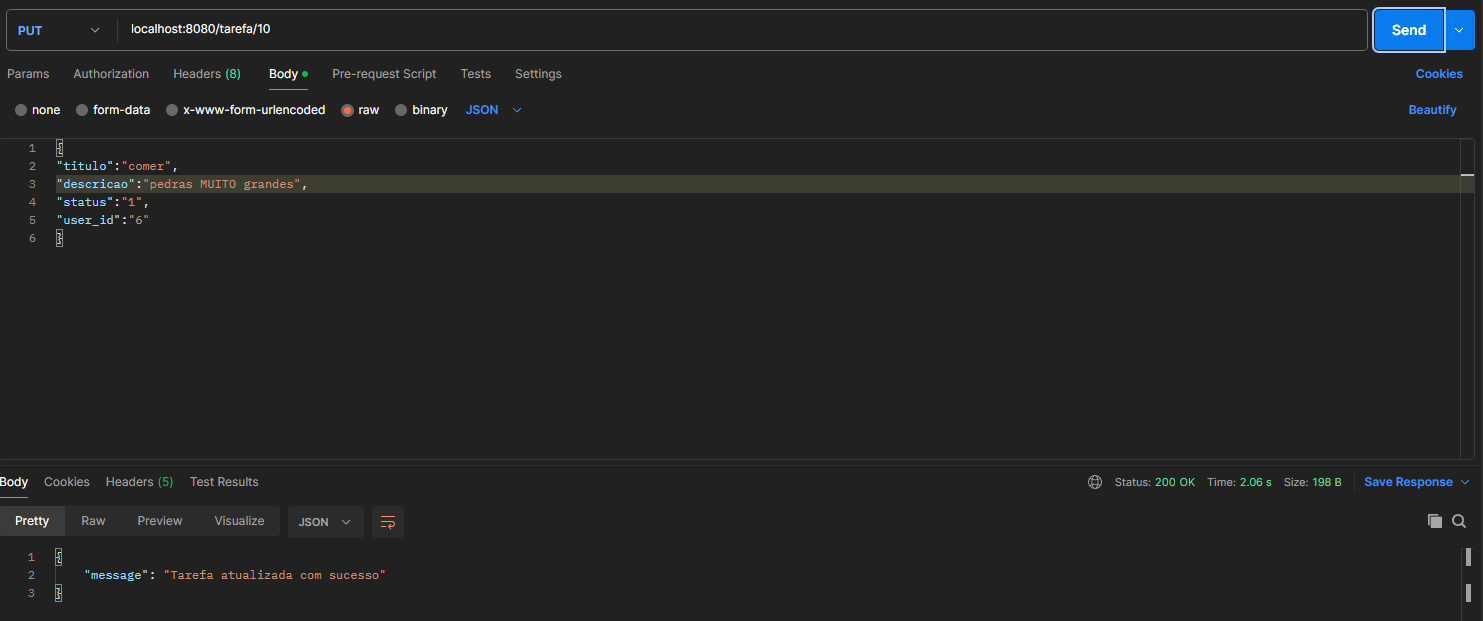 PUT localhost:8080/tarefa/10 Send
Params Authorization Headers (8) Body Pre-request Script Tests Settings Cookies
none form-data x-www-form-urlencoded raw binary JSON Beautify
1 {
2 "titulo":"comer",
3 "descricao":"pedras MUITO grandes",
4 "status":"1",
5 "user_id":"6"
6 }
Body Cookies Headers (5) Test Results Status: 200 OK Time: 2.06 s Size: 198 B Save Response
Pretty Raw Preview Visualize JSON
1 {
2 "message": "Tarefa atualizada com sucesso"
3 }